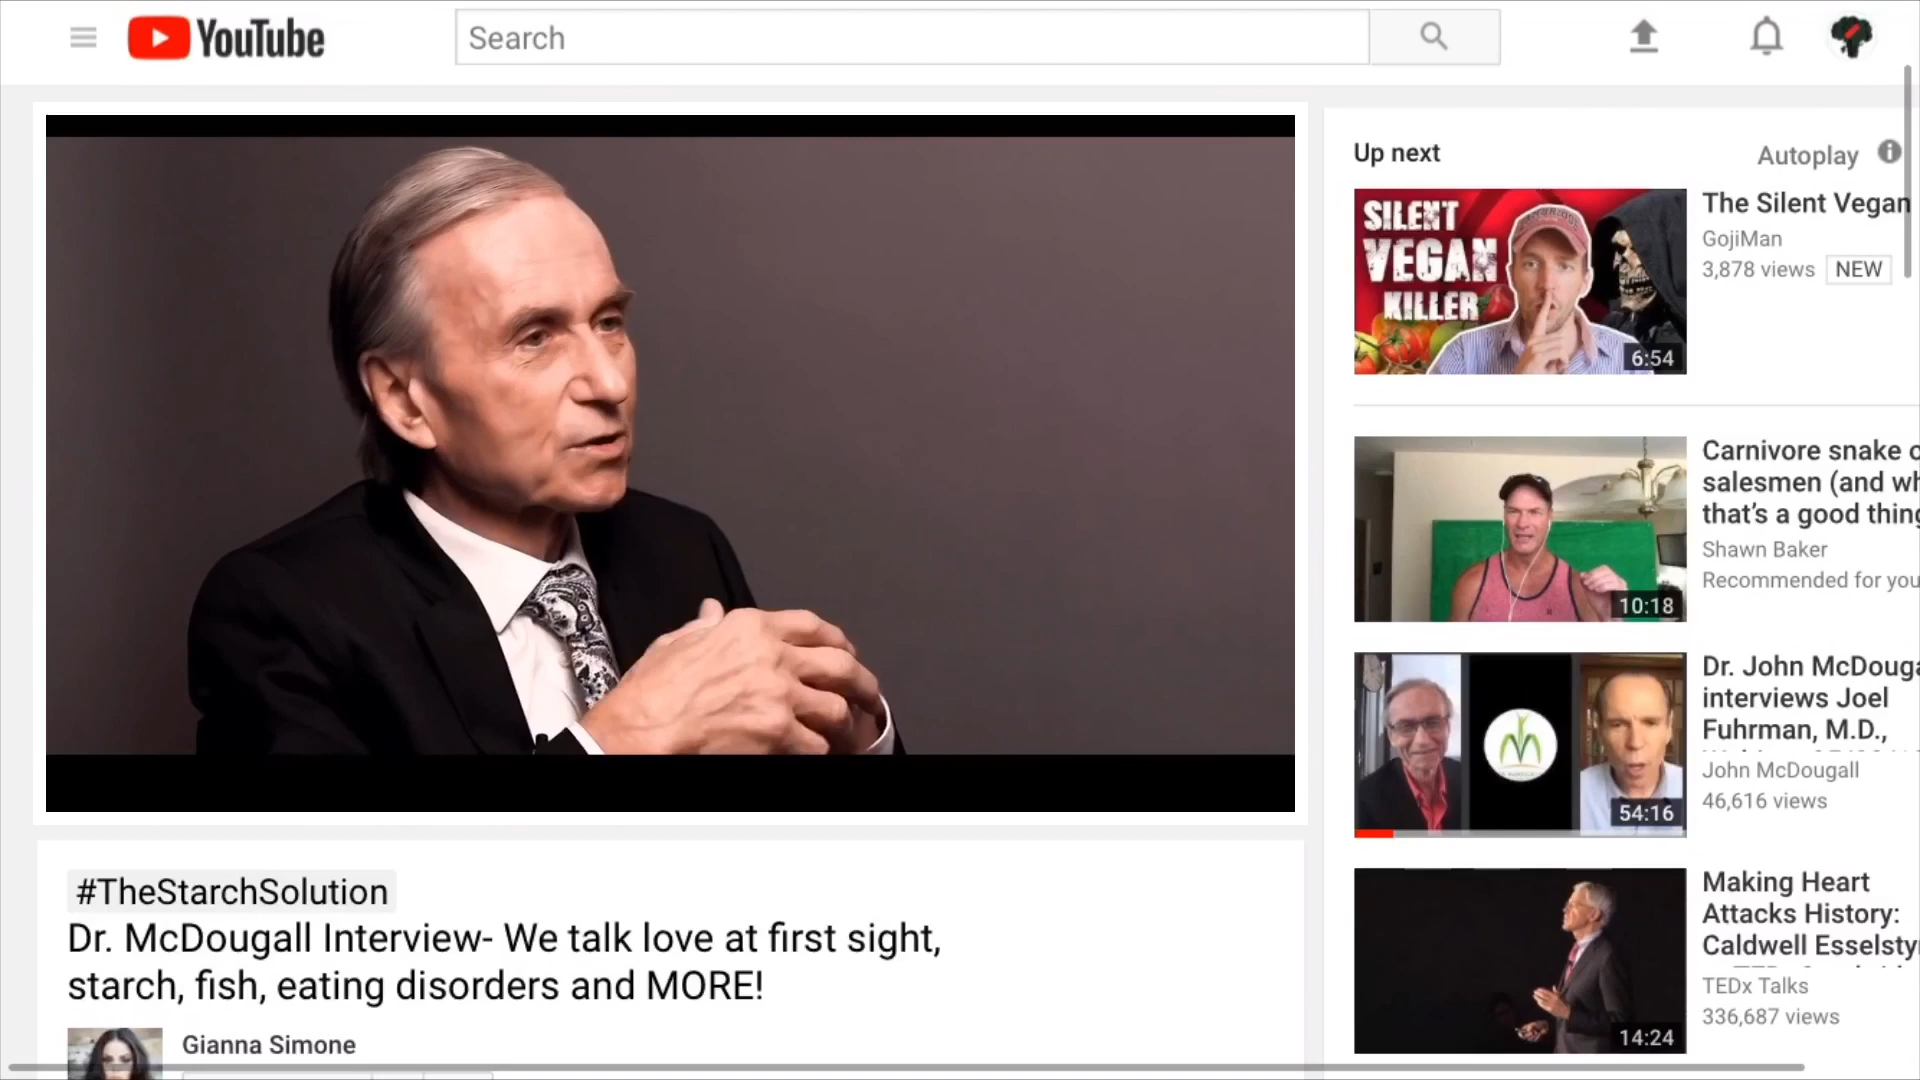 YouTube
Search
Up next
Autoplay
SILENT
VEGAN
KILLER
6:54
The Silent Vegan
GojiMan
3,878 views NEW
10:18
Carnivore snake
salesmen (and
that's a good thing
Shawn Baker
Recommended for you
54:16
Dr. John McDouga
interviews Joel
Fuhrman, M.D.,
John McDougall
46,616 views
14:24
Making Heart
Attacks History:
Caldwell Esselsty
TEDx Talks
336,687 views
#TheStarchSolution
Dr. McDougall Interview- We talk love at first sight,
starch, fish, eating disorders and MORE!
Gianna Simone